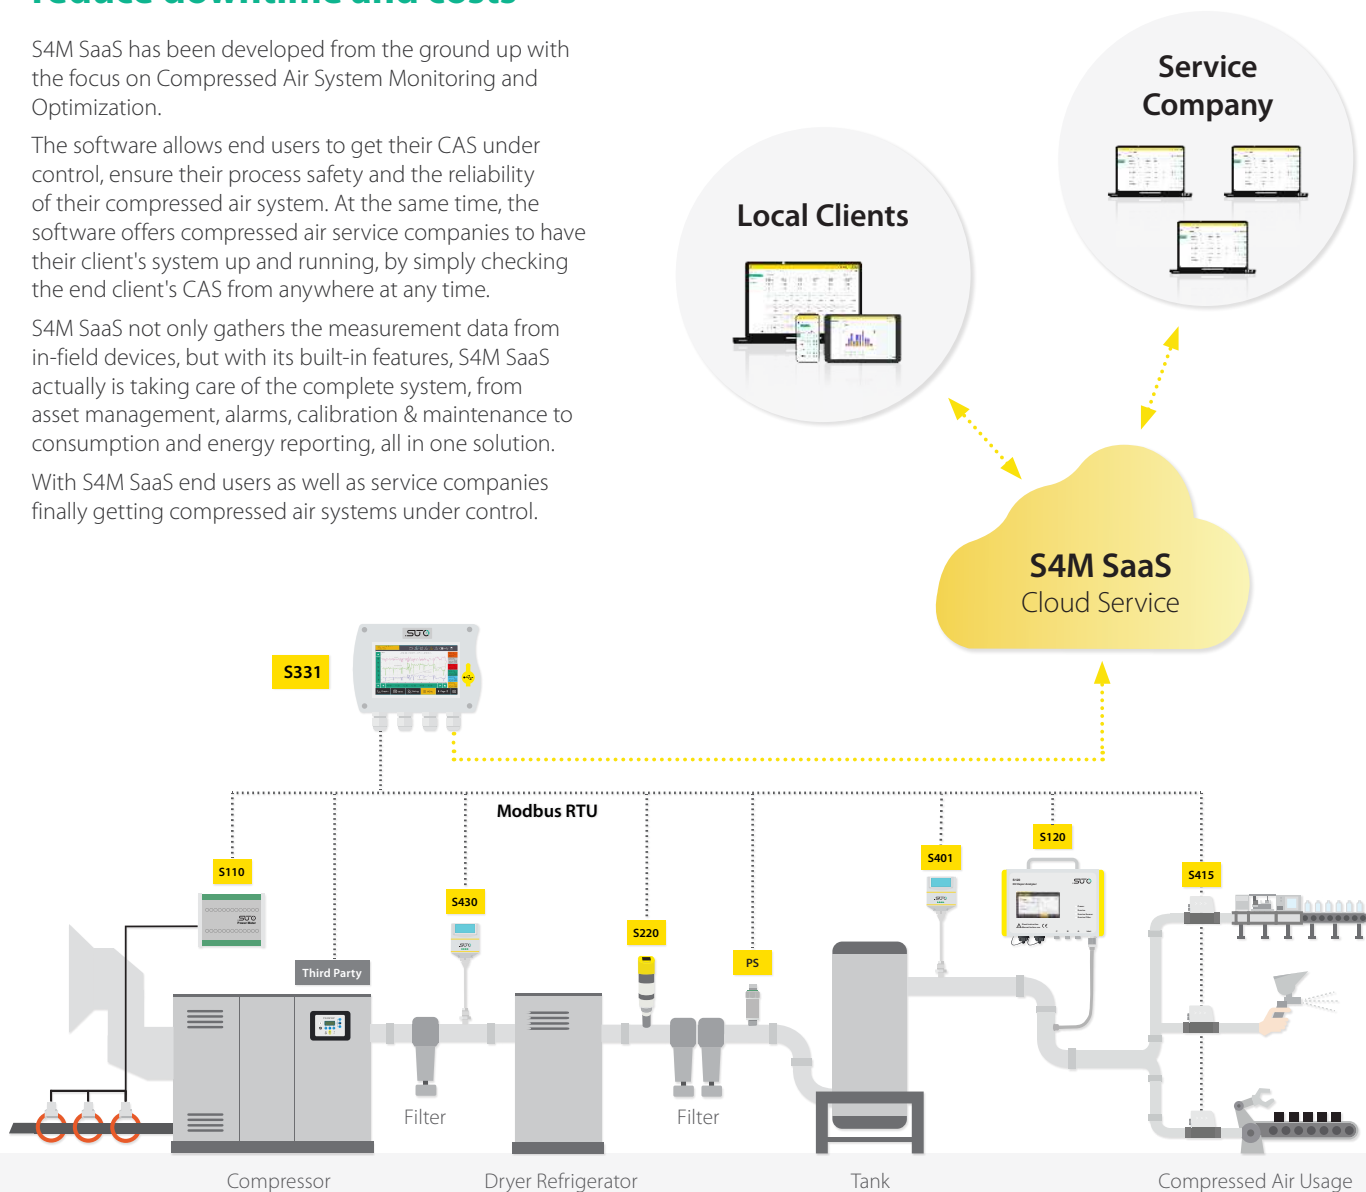 reduce downtime and costs
S4M SaaS has been developed from the ground up with
the focus on Compressed Air System Monitoring and
Optimization.
The software allows end users to get their CAS under
control, ensure their process safety and the reliability
of their compressed air system. At the same time, the
software offers compressed air service companies to have
their client's system up and running, by simply checking
the end client's CAS from anywhere at any time.
S4M SaaS not only gathers the measurement data from
in-field devices, but with its built-in features, S4M SaaS
actually is taking care of the complete system, from
asset management, alarms, calibration & maintenance to
consumption and energy reporting, all in one solution.
With S4M SaaS end users as well as service companies
finally getting compressed air systems under control.
Service
Company
Local Clients
S4M SaaS
Cloud Service
SUTO
S331
Modbus RTU
S110
S430
S220
PS
S401
S120
S415
SUTO
SUTO
SUTO
Third Party
Filter
Filter
Compressor
Dryer Refrigerator
Tank
Compressed Air Usage